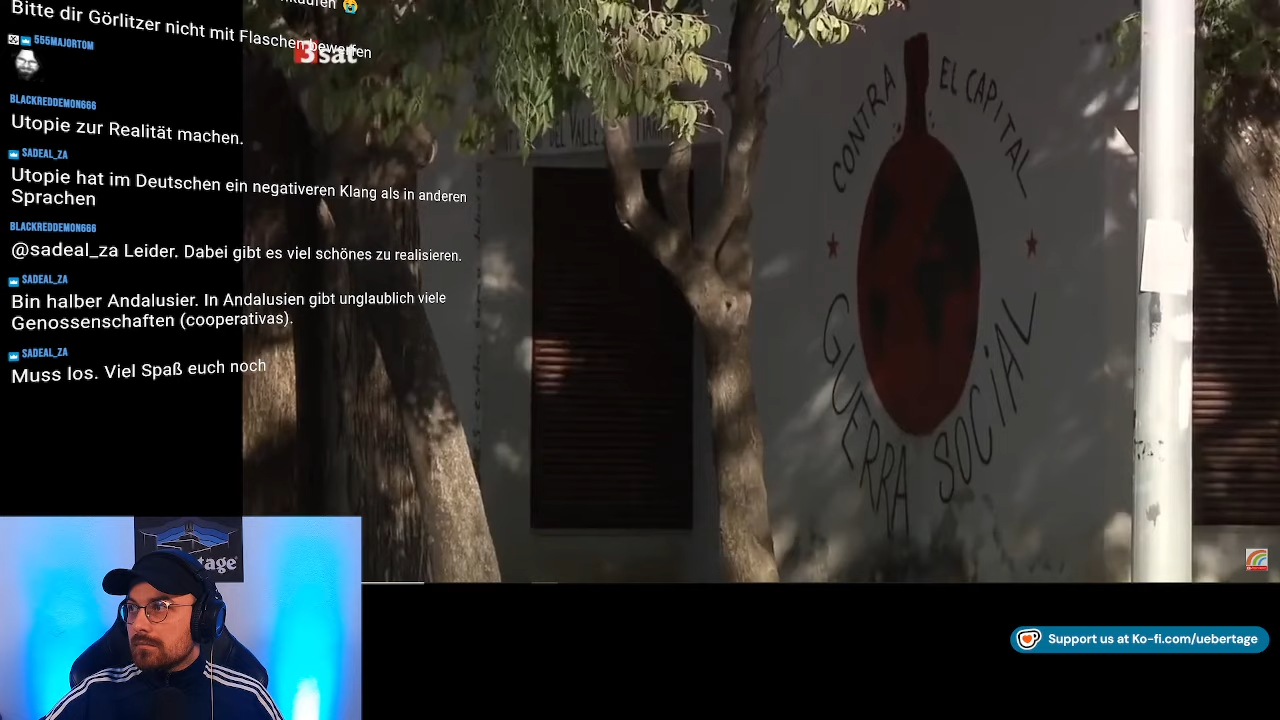 Bitte dir Görlitzer nicht mit Flaschen bewerfen
555MAJORTOM
3sat
BLACKREDDEMON666
Utopie zur Realität machen.
SADEAL_ZA
Utopie hat im Deutschen ein negativeren Klang als in anderen
Sprachen
BLACKREDDEMON666
@sadeal_za Leider. Dabei gibt es viel schönes zu realisieren.
SADEAL_ZA
Bin halber Andalusier. In Andalusien gibt unglaublich viele
Genossenschaften (cooperativas).
SADEAL_ZA
Muss los. Viel Spaß euch noch
DEL VALLE
CONTRA EL CAPITAL
GUERRA SOCIAL
tage
Support us at Ko-fi.com/uebertage